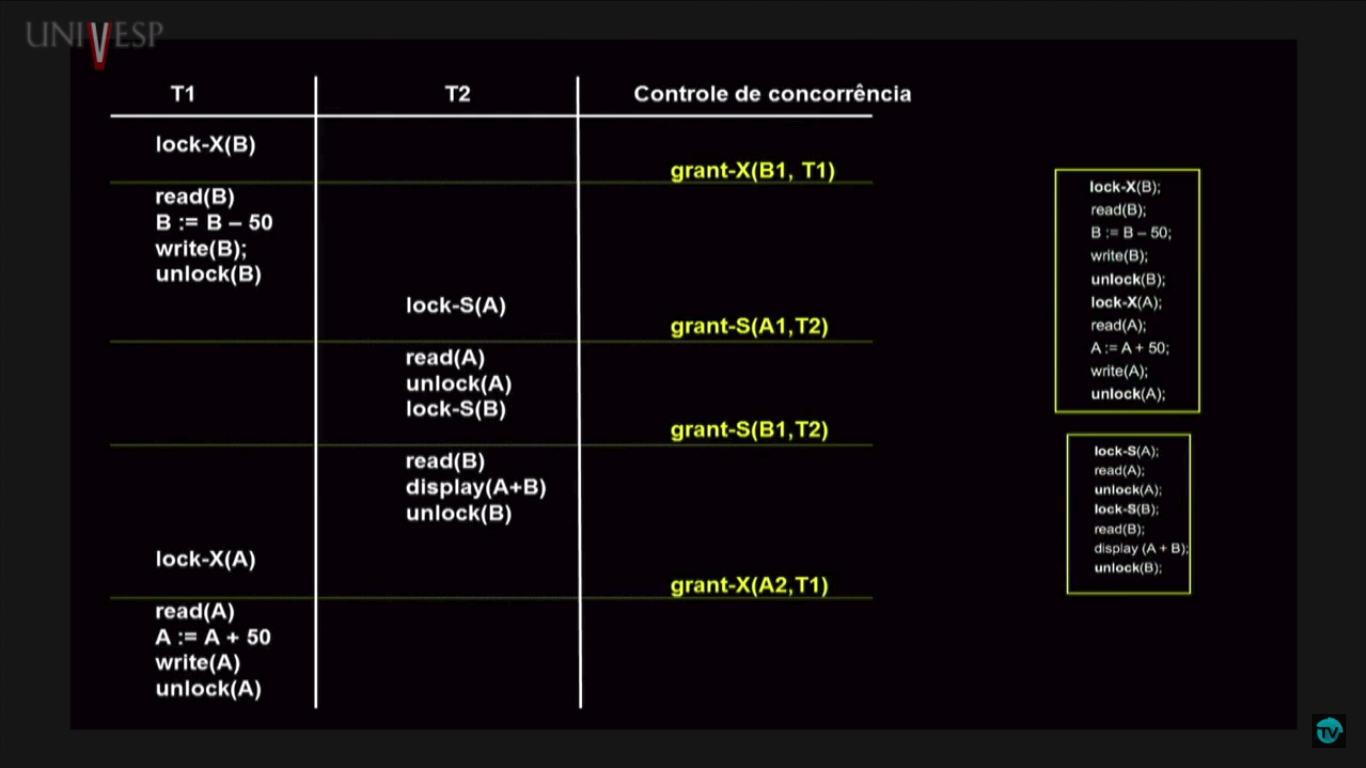 UNIVESP
T1 T2 Controle de concorrência
lock-X(B)
grant-X(B1, T1)
read(B)
B := B – 50
write(B);
unlock(B)
lock-S(A)
grant-S(A1,T2)
read(A)
unlock(A)
lock-S(B)
grant-S(B1,T2)
read(B)
display(A+B)
unlock(B)
lock-X(A)
grant-X(A2,T1)
read(A)
A := A + 50
write(A)
unlock(A)
lock-X(B);
read(B);
B := B – 50;
write(B);
unlock(B);
lock-X(A);
read(A);
A := A + 50;
write(A);
unlock(A);
lock-S(A);
read(A);
unlock(A);
lock-S(B);
read(B);
display (A + B);
unlock(B);
TV